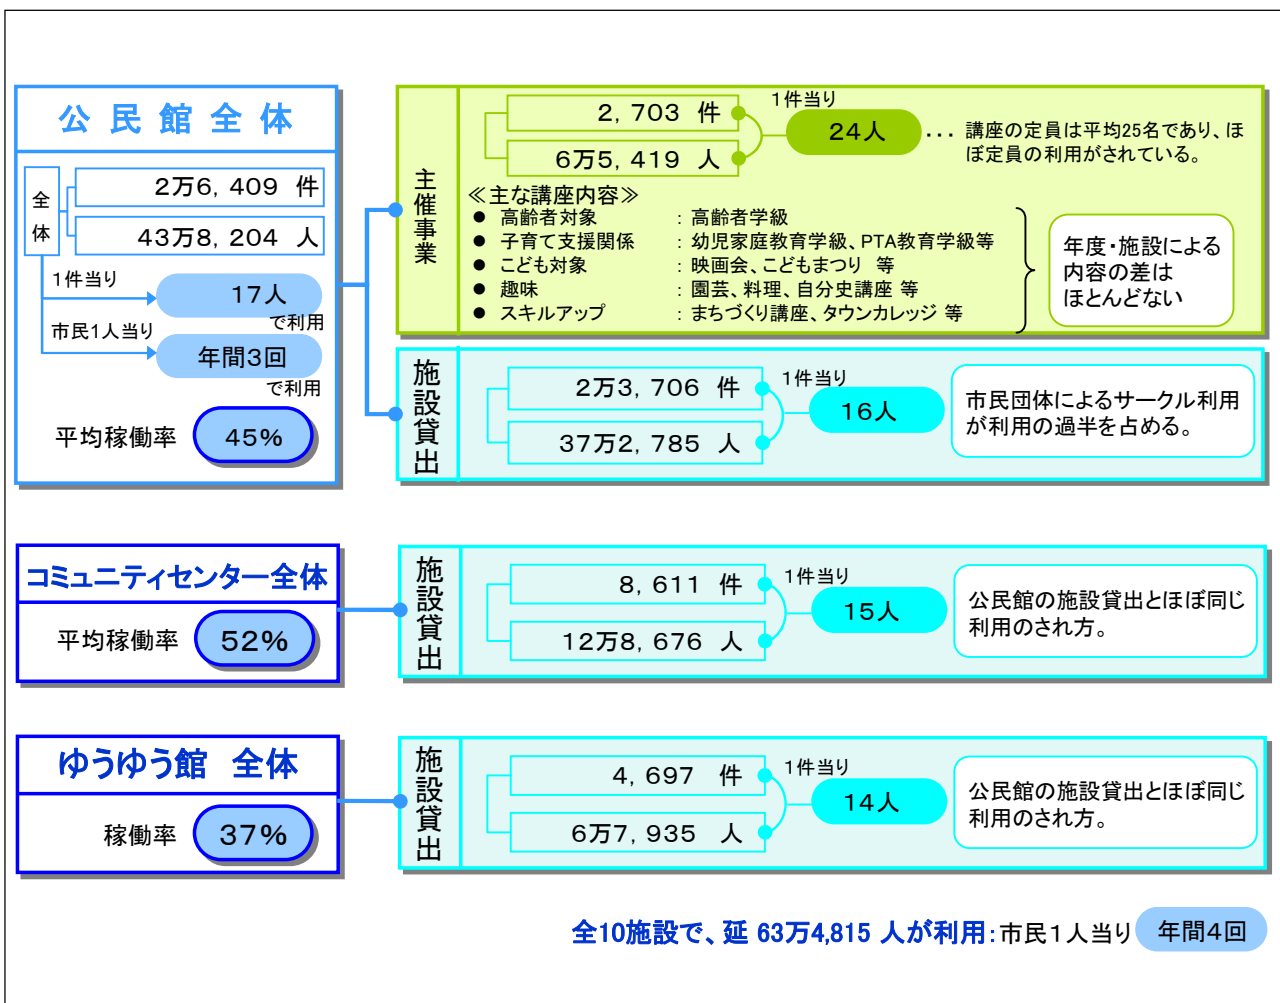 公民館全体
全体
2万6,409 件
43万8,204 人
1件当り
17人
で利用
市民1人当り
年間3回
で利用
平均稼働率
45%
主催事業
2,703 件
6万5,419 人
1件当り
24人
... 講座の定員は平均25名であり、ほ
ぼ定員の利用がされている。
≪主な講座内容≫
● 高齢者対象 : 高齢者学級
● 子育て支援関係 : 幼児家庭教育学級、PTA教育学級等
● こども対象 : 映画会、こどもまつり 等
● 趣味 : 園芸、料理、自分史講座 等
● スキルアップ : まちづくり講座、タウンカレッジ 等
年度・施設による
内容の差は
ほとんどない
施設貸出
2万3,706 件
37万2,785 人
1件当り
16人
市民団体によるサークル利用
が利用の過半を占める。
コミュニティセンター全体
平均稼働率
52%
施設貸出
8,611 件
12万8,676 人
1件当り
15人
公民館の施設貸出とほぼ同じ
利用のされ方。
ゆうゆう館 全体
稼働率
37%
施設貸出
4,697 件
6万7,935 人
1件当り
14人
公民館の施設貸出とほぼ同じ
利用のされ方。
全10施設で、延 63万4,815 人が利用:市民1人当り 年間4回